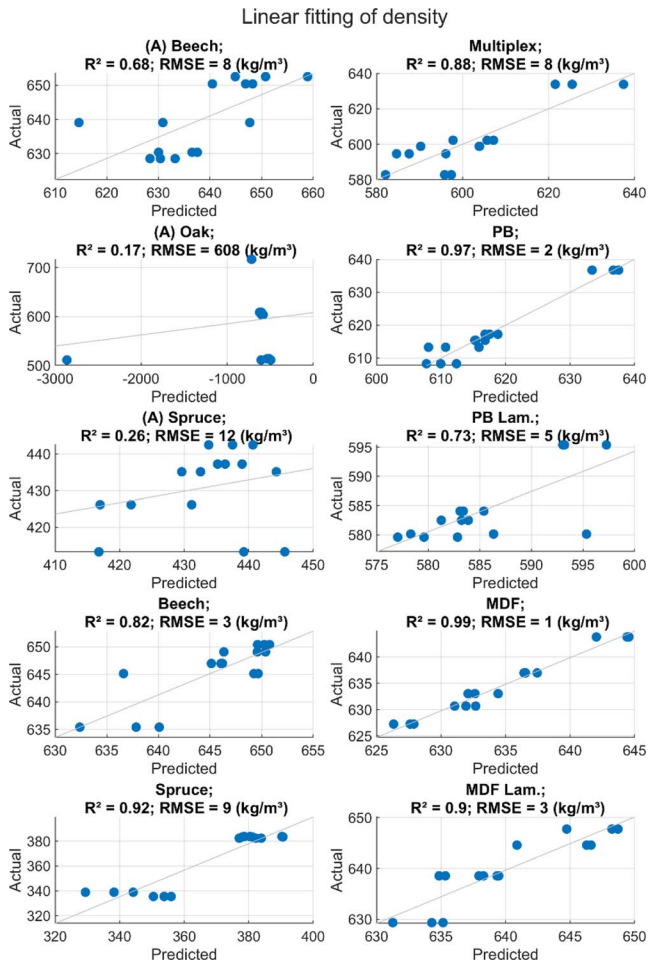 Linear fitting of density
(A) Beech;
R² = 0.68; RMSE = 8 (kg/m³)
Actual
650
640
630
610 620 630 640 650 660
Predicted
Multiplex;
R² = 0.88; RMSE = 8 (kg/m³)
Actual
640
620
600
580
580 600 620 640
Predicted
(A) Oak;
R² = 0.17; RMSE = 608 (kg/m³)
Actual
700
600
500
-3000 -2000 -1000 0
Predicted
PB;
R² = 0.97; RMSE = 2 (kg/m³)
Actual
640
630
620
610
600 610 620 630 640
Predicted
(A) Spruce;
R² = 0.26; RMSE = 12 (kg/m³)
Actual
440
430
420
410 420 430 440 450
Predicted
PB Lam.;
R² = 0.73; RMSE = 5 (kg/m³)
Actual
595
590
585
580
575 580 585 590 595 600
Predicted
Beech;
R² = 0.82; RMSE = 3 (kg/m³)
Actual
650
645
640
635
630 635 640 645 650 655
Predicted
MDF;
R² = 0.99; RMSE = 1 (kg/m³)
Actual
640
635
630
625
625 630 635 640 645
Predicted
Spruce;
R² = 0.92; RMSE = 9 (kg/m³)
Actual
380
360
340
320
320 340 360 380 400
Predicted
MDF Lam.;
R² = 0.9; RMSE = 3 (kg/m³)
Actual
650
640
630
630 635 640 645 650
Predicted